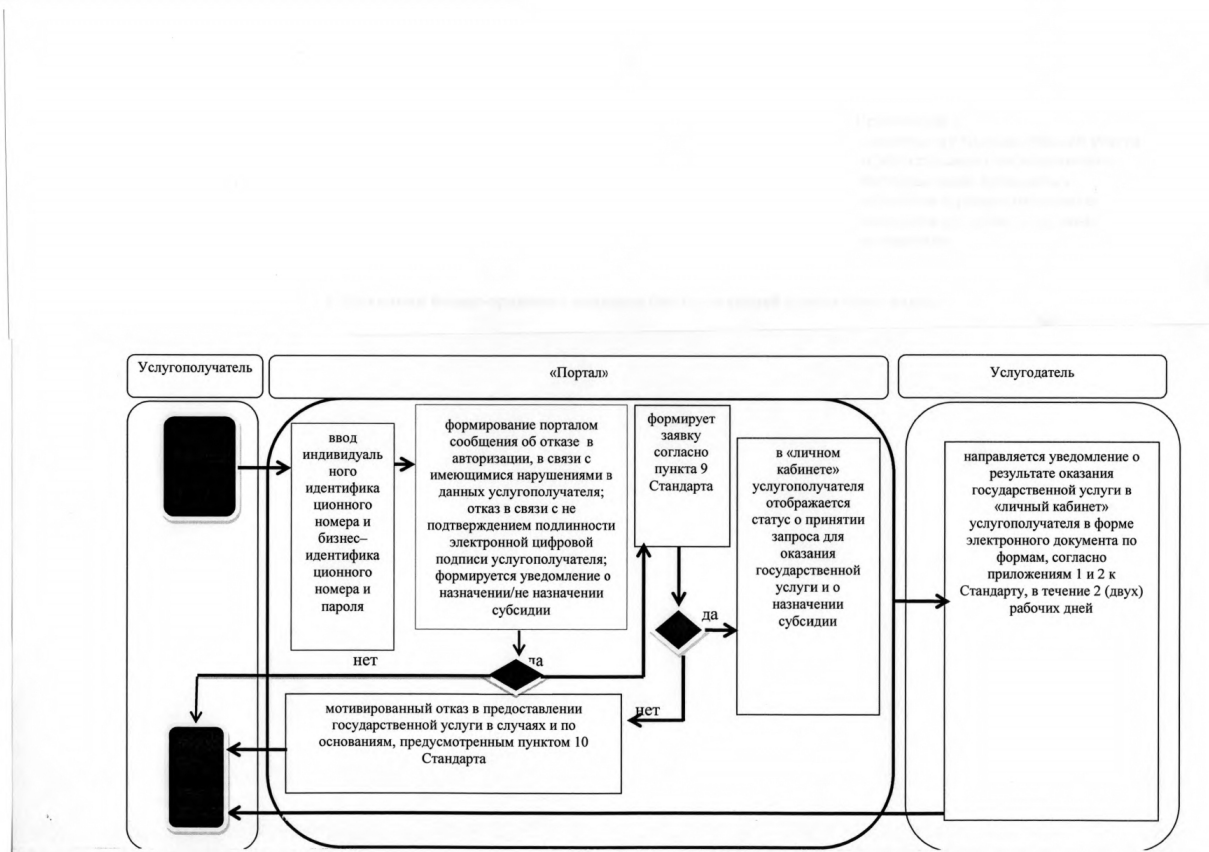 Услугополучатель
«Портал»
Услугодатель
ввод
индивидуаль
ного
идентифика
ционного
номера и
бизнес–
идентифика
ционного
номера и
пароля
формирование порталом
сообщения об отказе в
авторизации, в связи с
имеющимися нарушениями в
данных услугополучателя;
отказ в связи с не
подтверждением подлинности
электронной цифровой
подписи услугополучателя;
формируется уведомление о
назначении/не назначении
субсидии
формирует
заявку
согласно
пункта 9
Стандарта
в «личном
кабинете»
услугополучателя
отображается
статус о принятии
запроса для
оказания
государственной
услуги и о
назначении
субсидии
направляется уведомление о
результате оказания
государственной услуги в
«личный кабинет»
услугополучателя в форме
электронного документа по
формам, согласно
приложениям 1 и 2 к
Стандарту, в течение 2 (двух)
рабочих дней
да
нет
да
нет
мотивированный отказ в предоставлении
государственной услуги в случаях и по
основаниям, предусмотренным пунктом 10
Стандарта